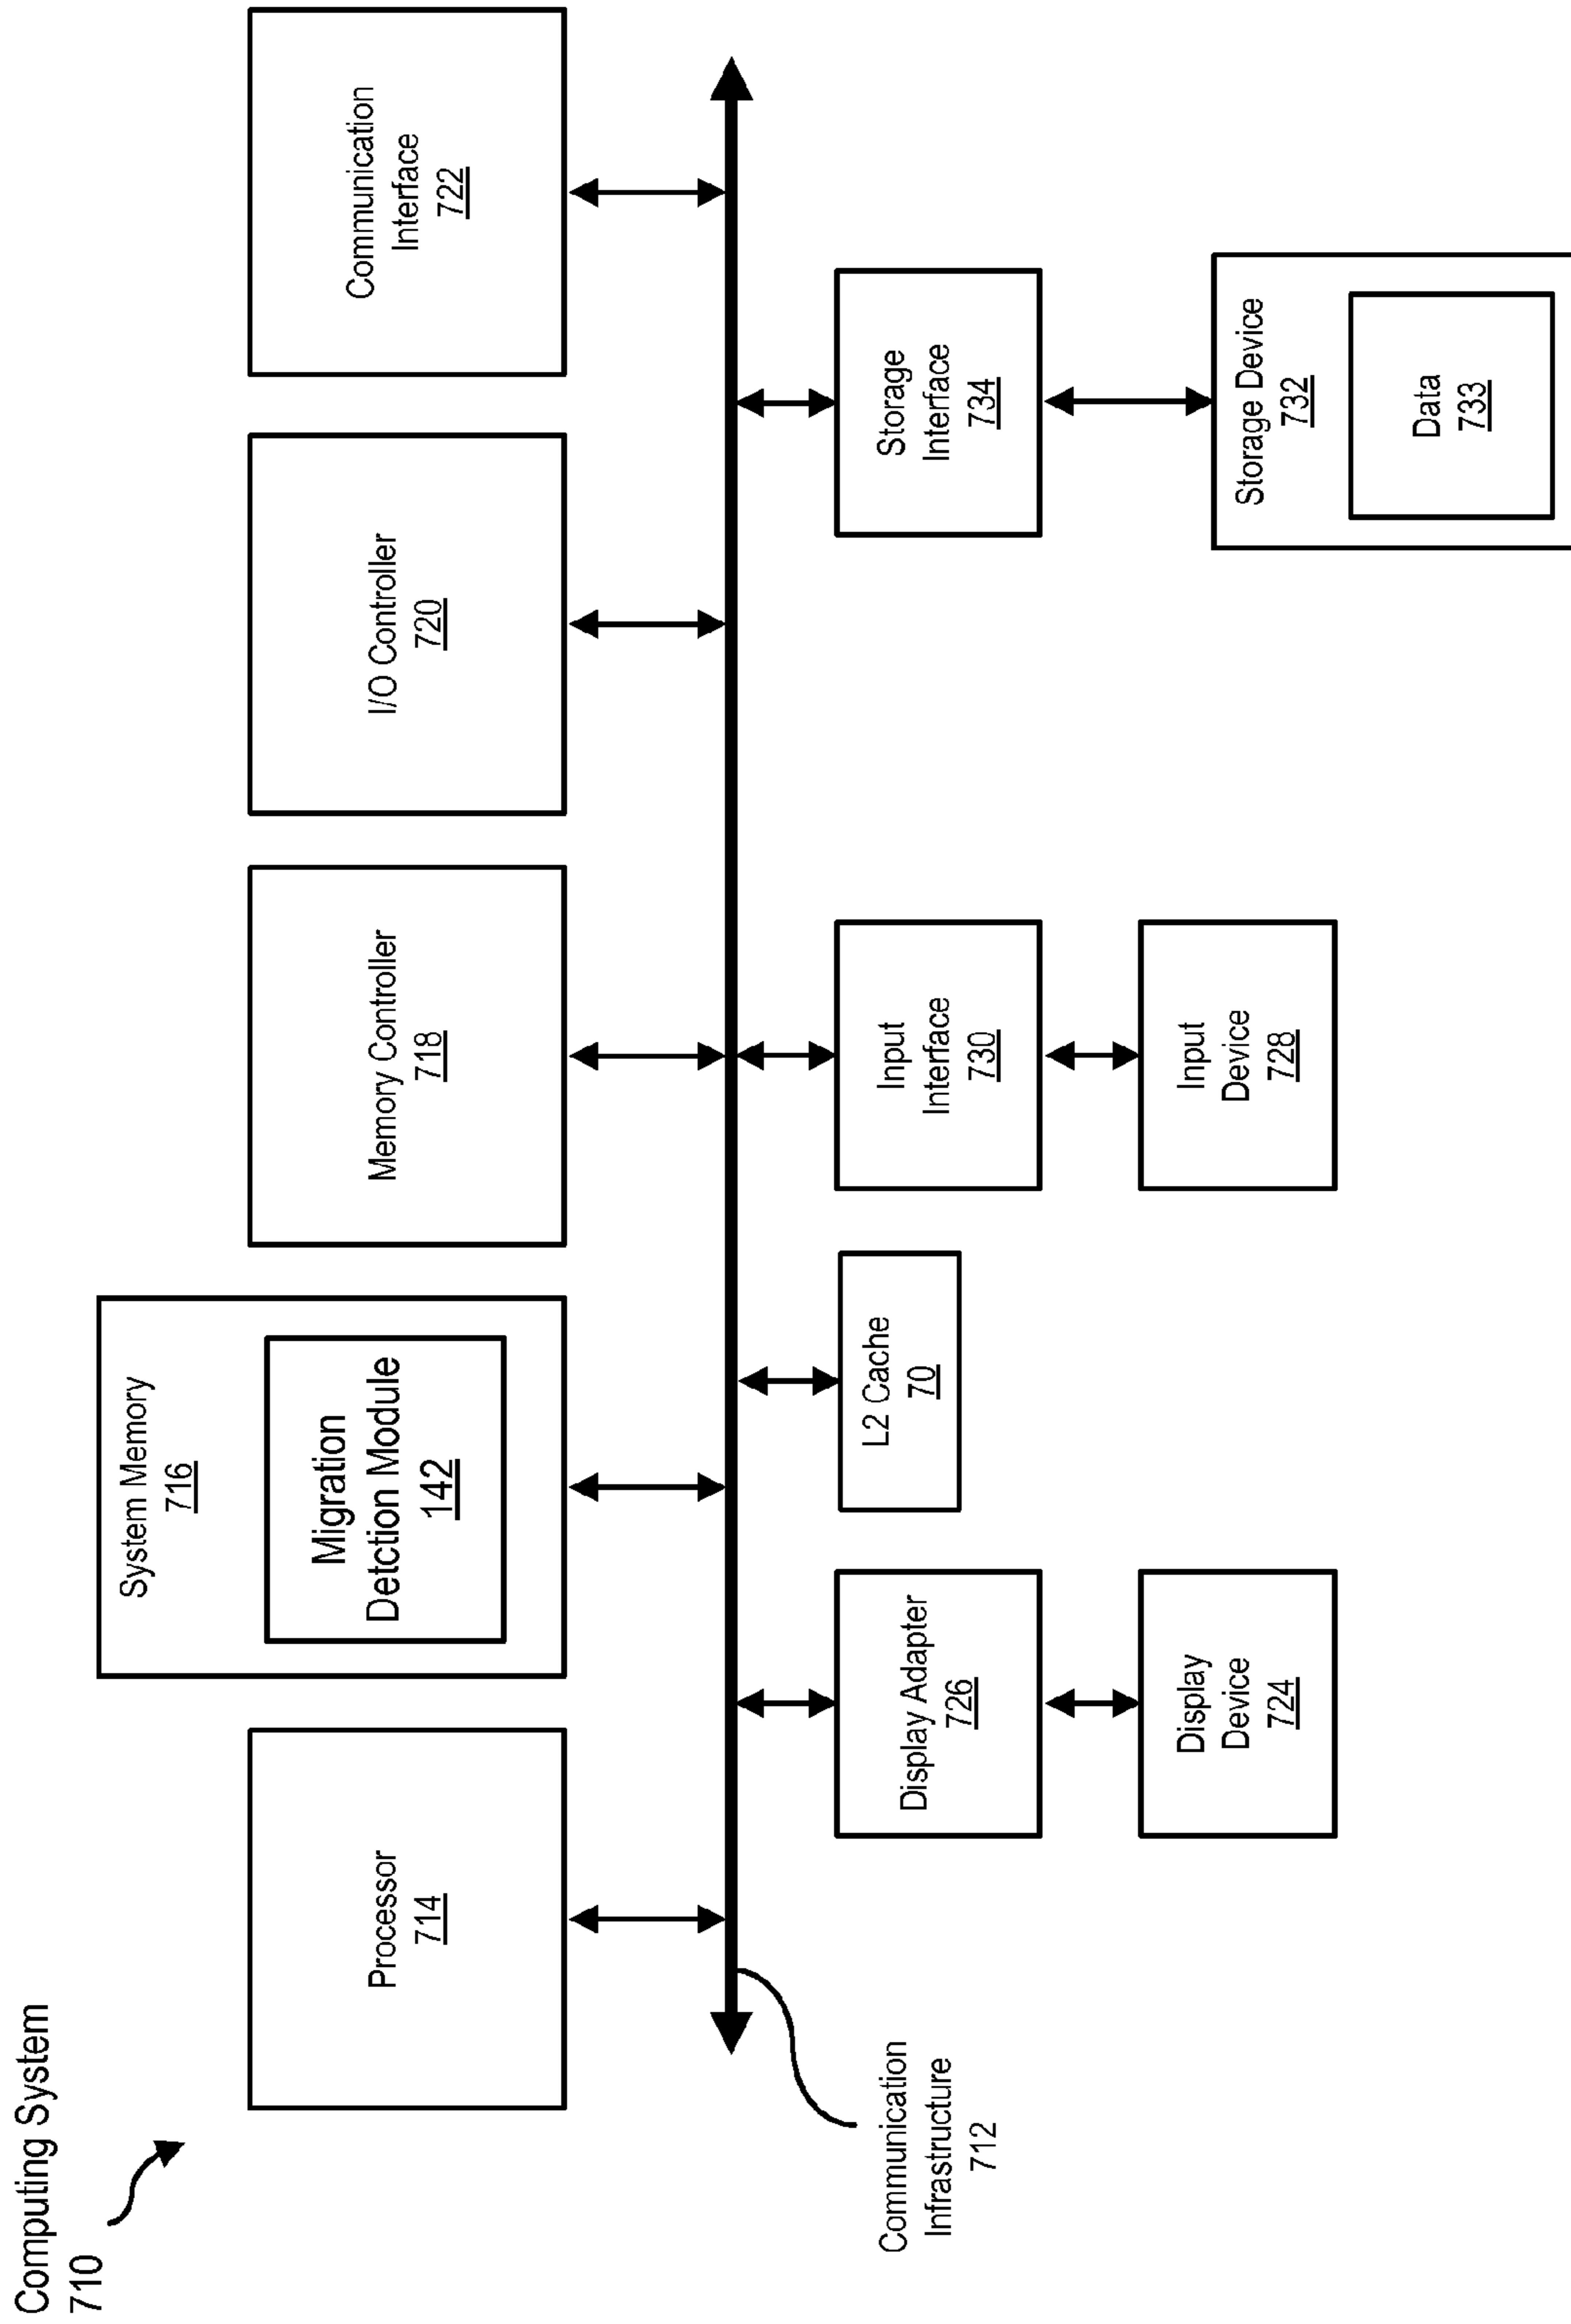 Computing System
710
Processor
714
System Memory
716
Migration
Detction Module
142
Memory Controller
718
I/O Controller
720
Communication
Interface
722
Communication
Infrastructure
712
Display Adapter
726
L2 Cache
70
Input
Interface
730
Storage
Interface
734
Display
Device
724
Input
Device
728
Storage Device
732
Data
733